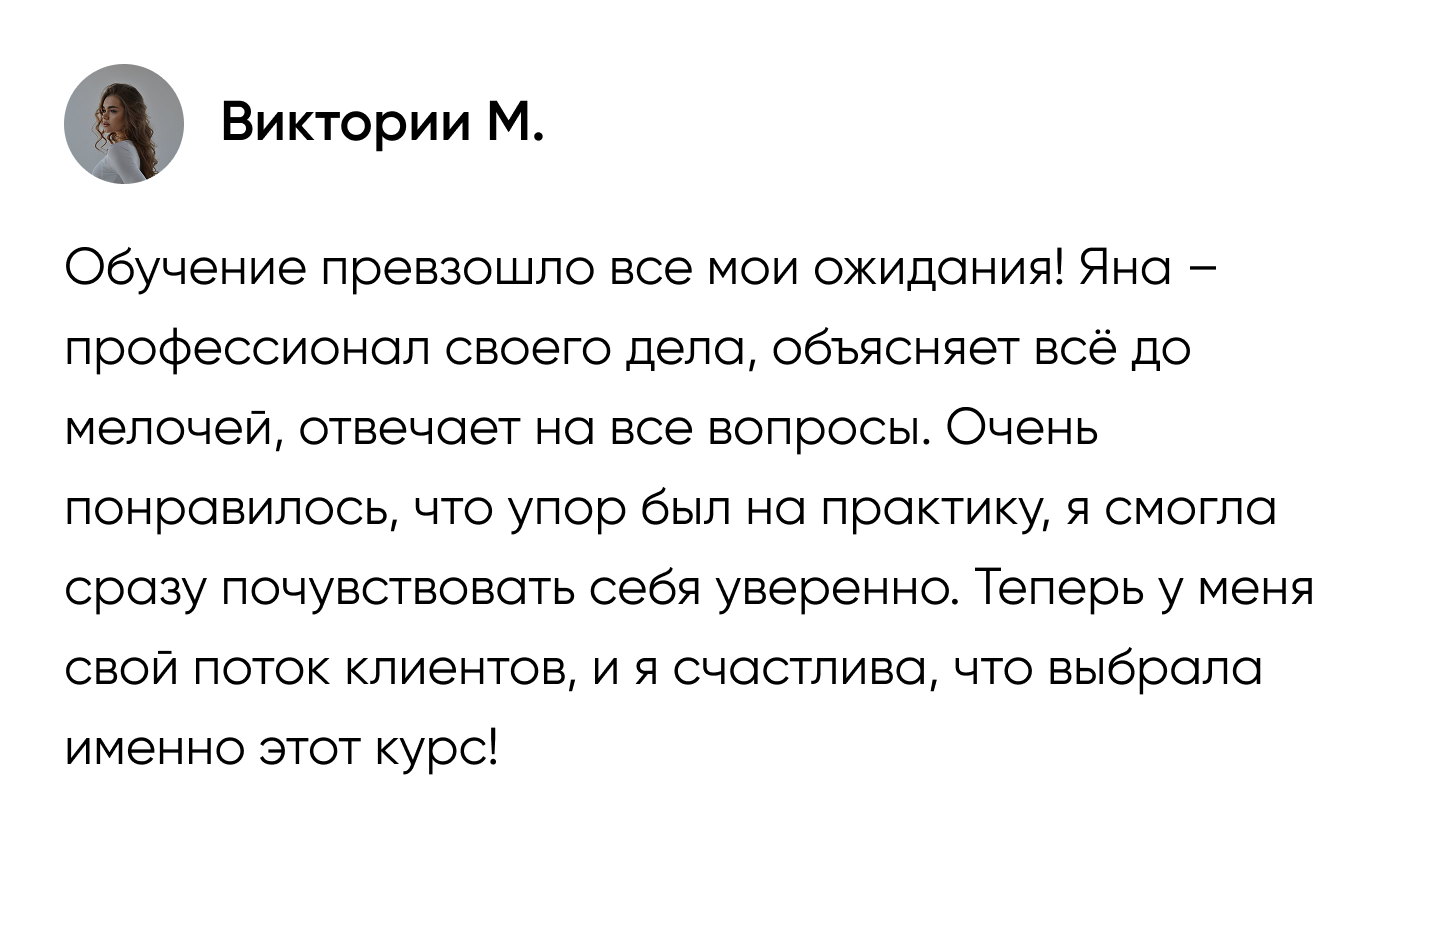 Виктории М.
Обучение превзошло все мои ожидания! Яна –
профессионал своего дела, объясняет всё до
мелочей, отвечает на все вопросы. Очень
понравилось, что упор был на практику, я смогла
сразу почувствовать себя уверенно. Теперь у меня
свой поток клиентов, и я счастлива, что выбрала
именно этот курс!